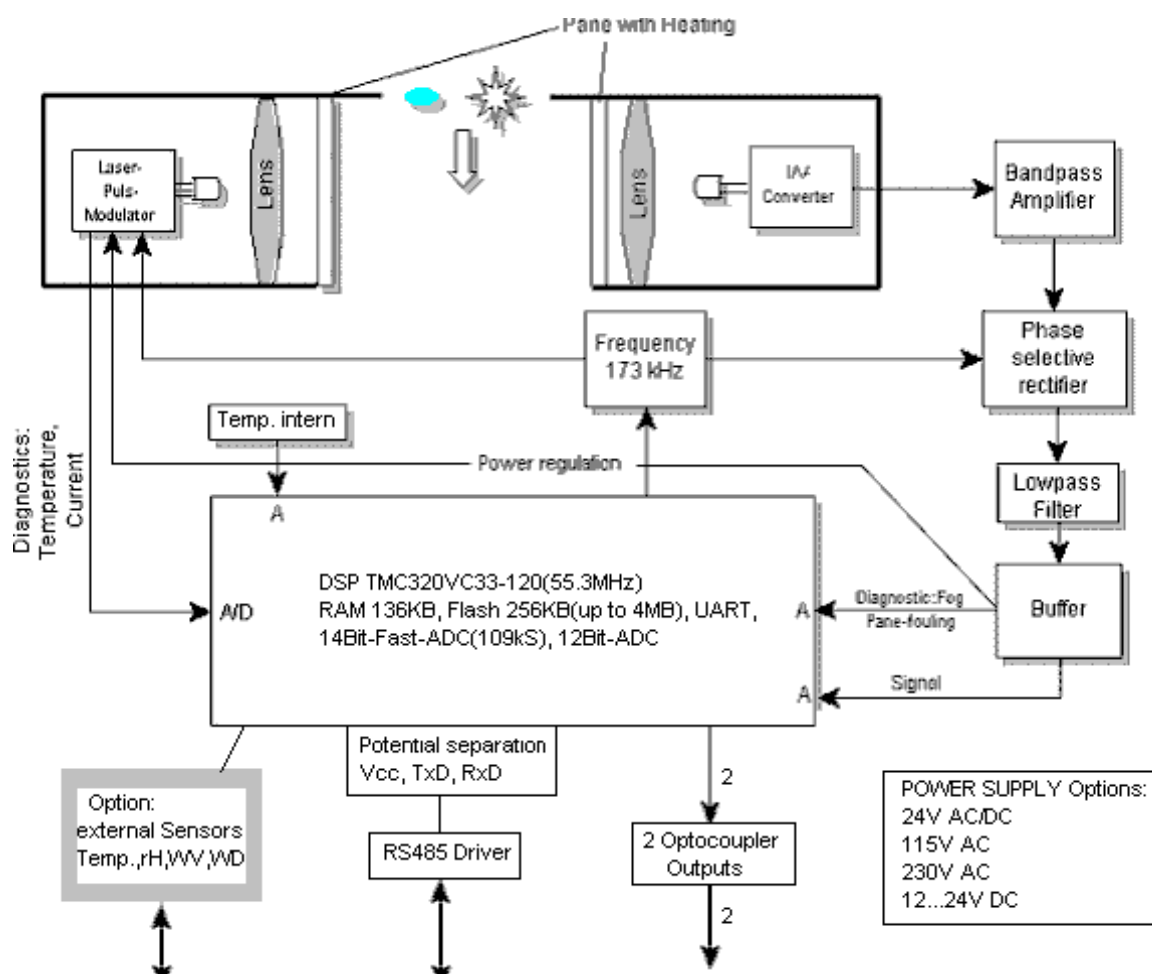 Pane with Heating
Laser-
Puls-
Modulator
Lens
Lens
Converter
Bandpass
Amplifier
Frequency
173 kHz
Phase
selective
rectifier
Temp. intern
Diagnostics:
Temperature,
Current
Power regulation
Lowpass
Filter
A
DSP TMC320VC33-120(55.3MHz)
RAM 136KB, Flash 256KB(up to 4MB), UART,
14Bit-Fast-ADC(109kS), 12Bit-ADC
A/D
A
Diagnostic::Fog
Pane-fouling
Buffer
A
Signal
Potential separation
Vcc, TxD, RxD
2
Option:
external Sensors
Temp.,rH,WV,WD
RS485 Driver
2 Optocoupler
Outputs
2
POWER SUPPLY Options:
24V AC/DC
115V AC
230V AC
12...24V DC